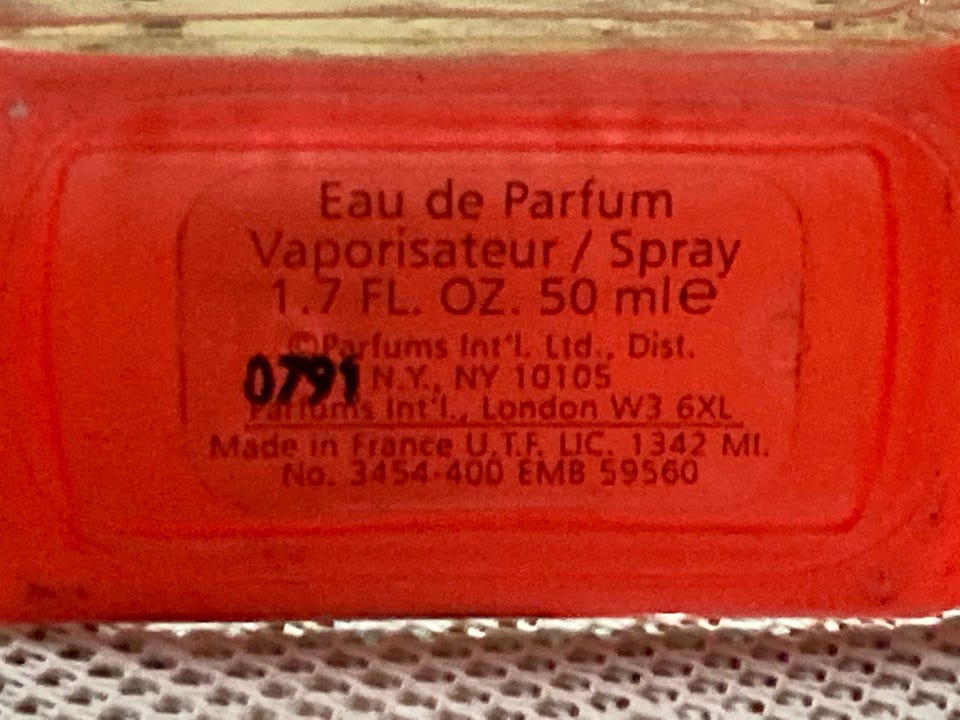 Eau de Parfum
Vaporisateur / Spray
1.7 FL. OZ. 50 ml℮
©Parfums Int'l. Ltd., Dist.
0791 N.Y., NY 10105
Parfums Int'l., London W3 6XL
Made in France U.T.F. LIC. 1342 MI.
No. 3454-400 EMB 59560